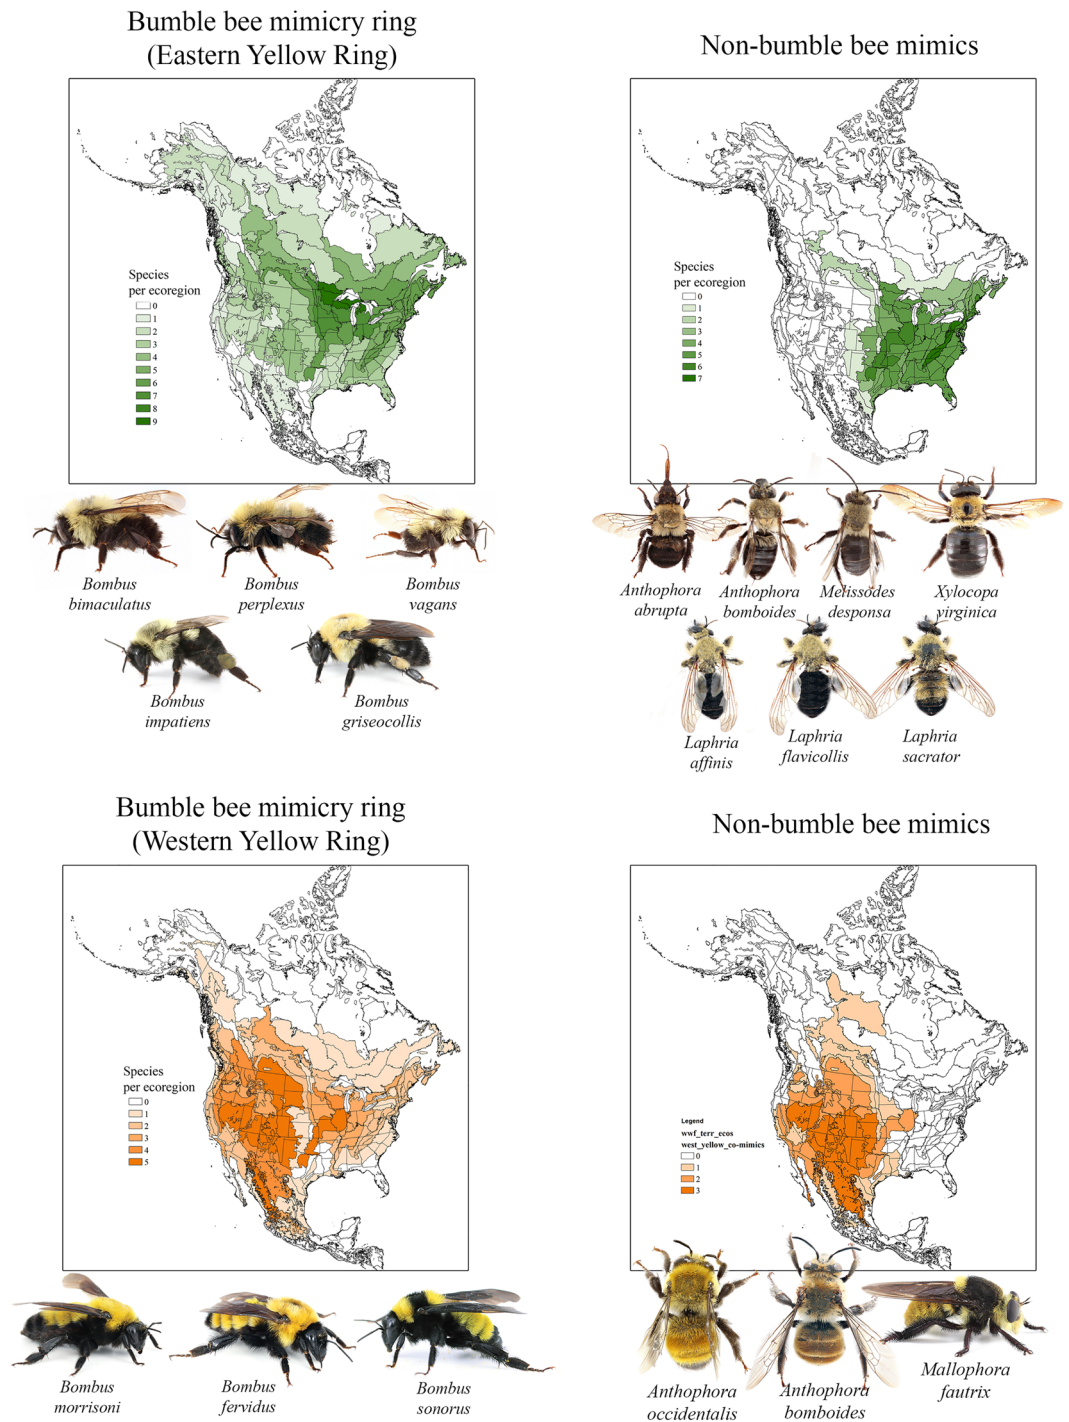 Bumble bee mimicry ring
(Eastern Yellow Ring)
Non-bumble bee mimics
Species
per ecoregion
0
1
2
3
4
5
6
7
8
9
Species
per ecoregion
0
1
2
3
4
5
6
7
Bombus
bimaculatus
Bombus
perplexus
Bombus
vagans
Bombus
impatiens
Bombus
griseocollis
Anthophora
abrupta
Anthophora
bomboides
Melissodes
desponsa
Xylocopa
virginica
Laphria
affinis
Laphria
flavicollis
Laphria
sacrator
Bumble bee mimicry ring
(Western Yellow Ring)
Non-bumble bee mimics
Species
per ecoregion
0
1
2
3
4
5
Legend
wwf_terr_ecos
west_yellow_co-mimics
0
1
2
3
Bombus
morrisoni
Bombus
fervidus
Bombus
sonorus
Anthophora
occidentalis
Anthophora
bomboides
Mallophora
fautrix